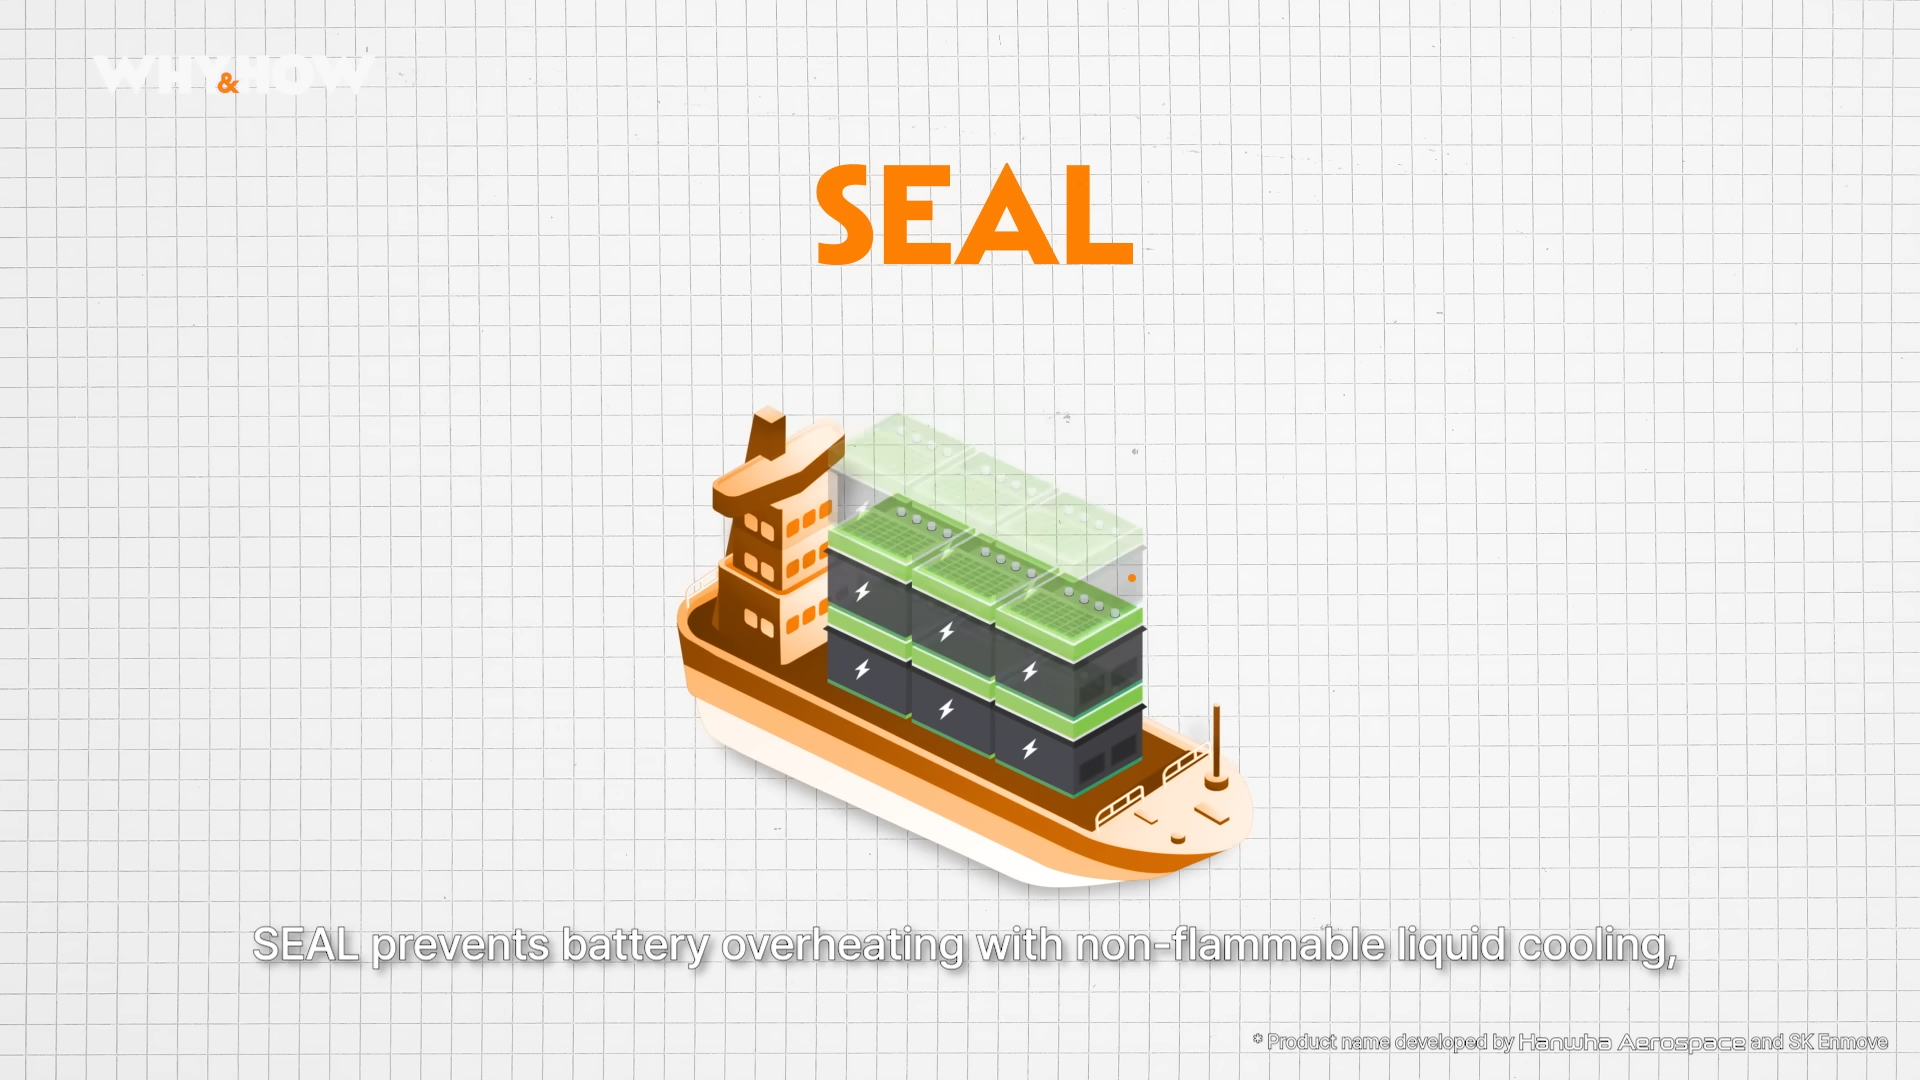 WHY&HOW
SEAL
SEAL prevents battery overheating with non-flammable liquid cooling,
* Product name developed by Hanwha Aerospace and SK Enmove